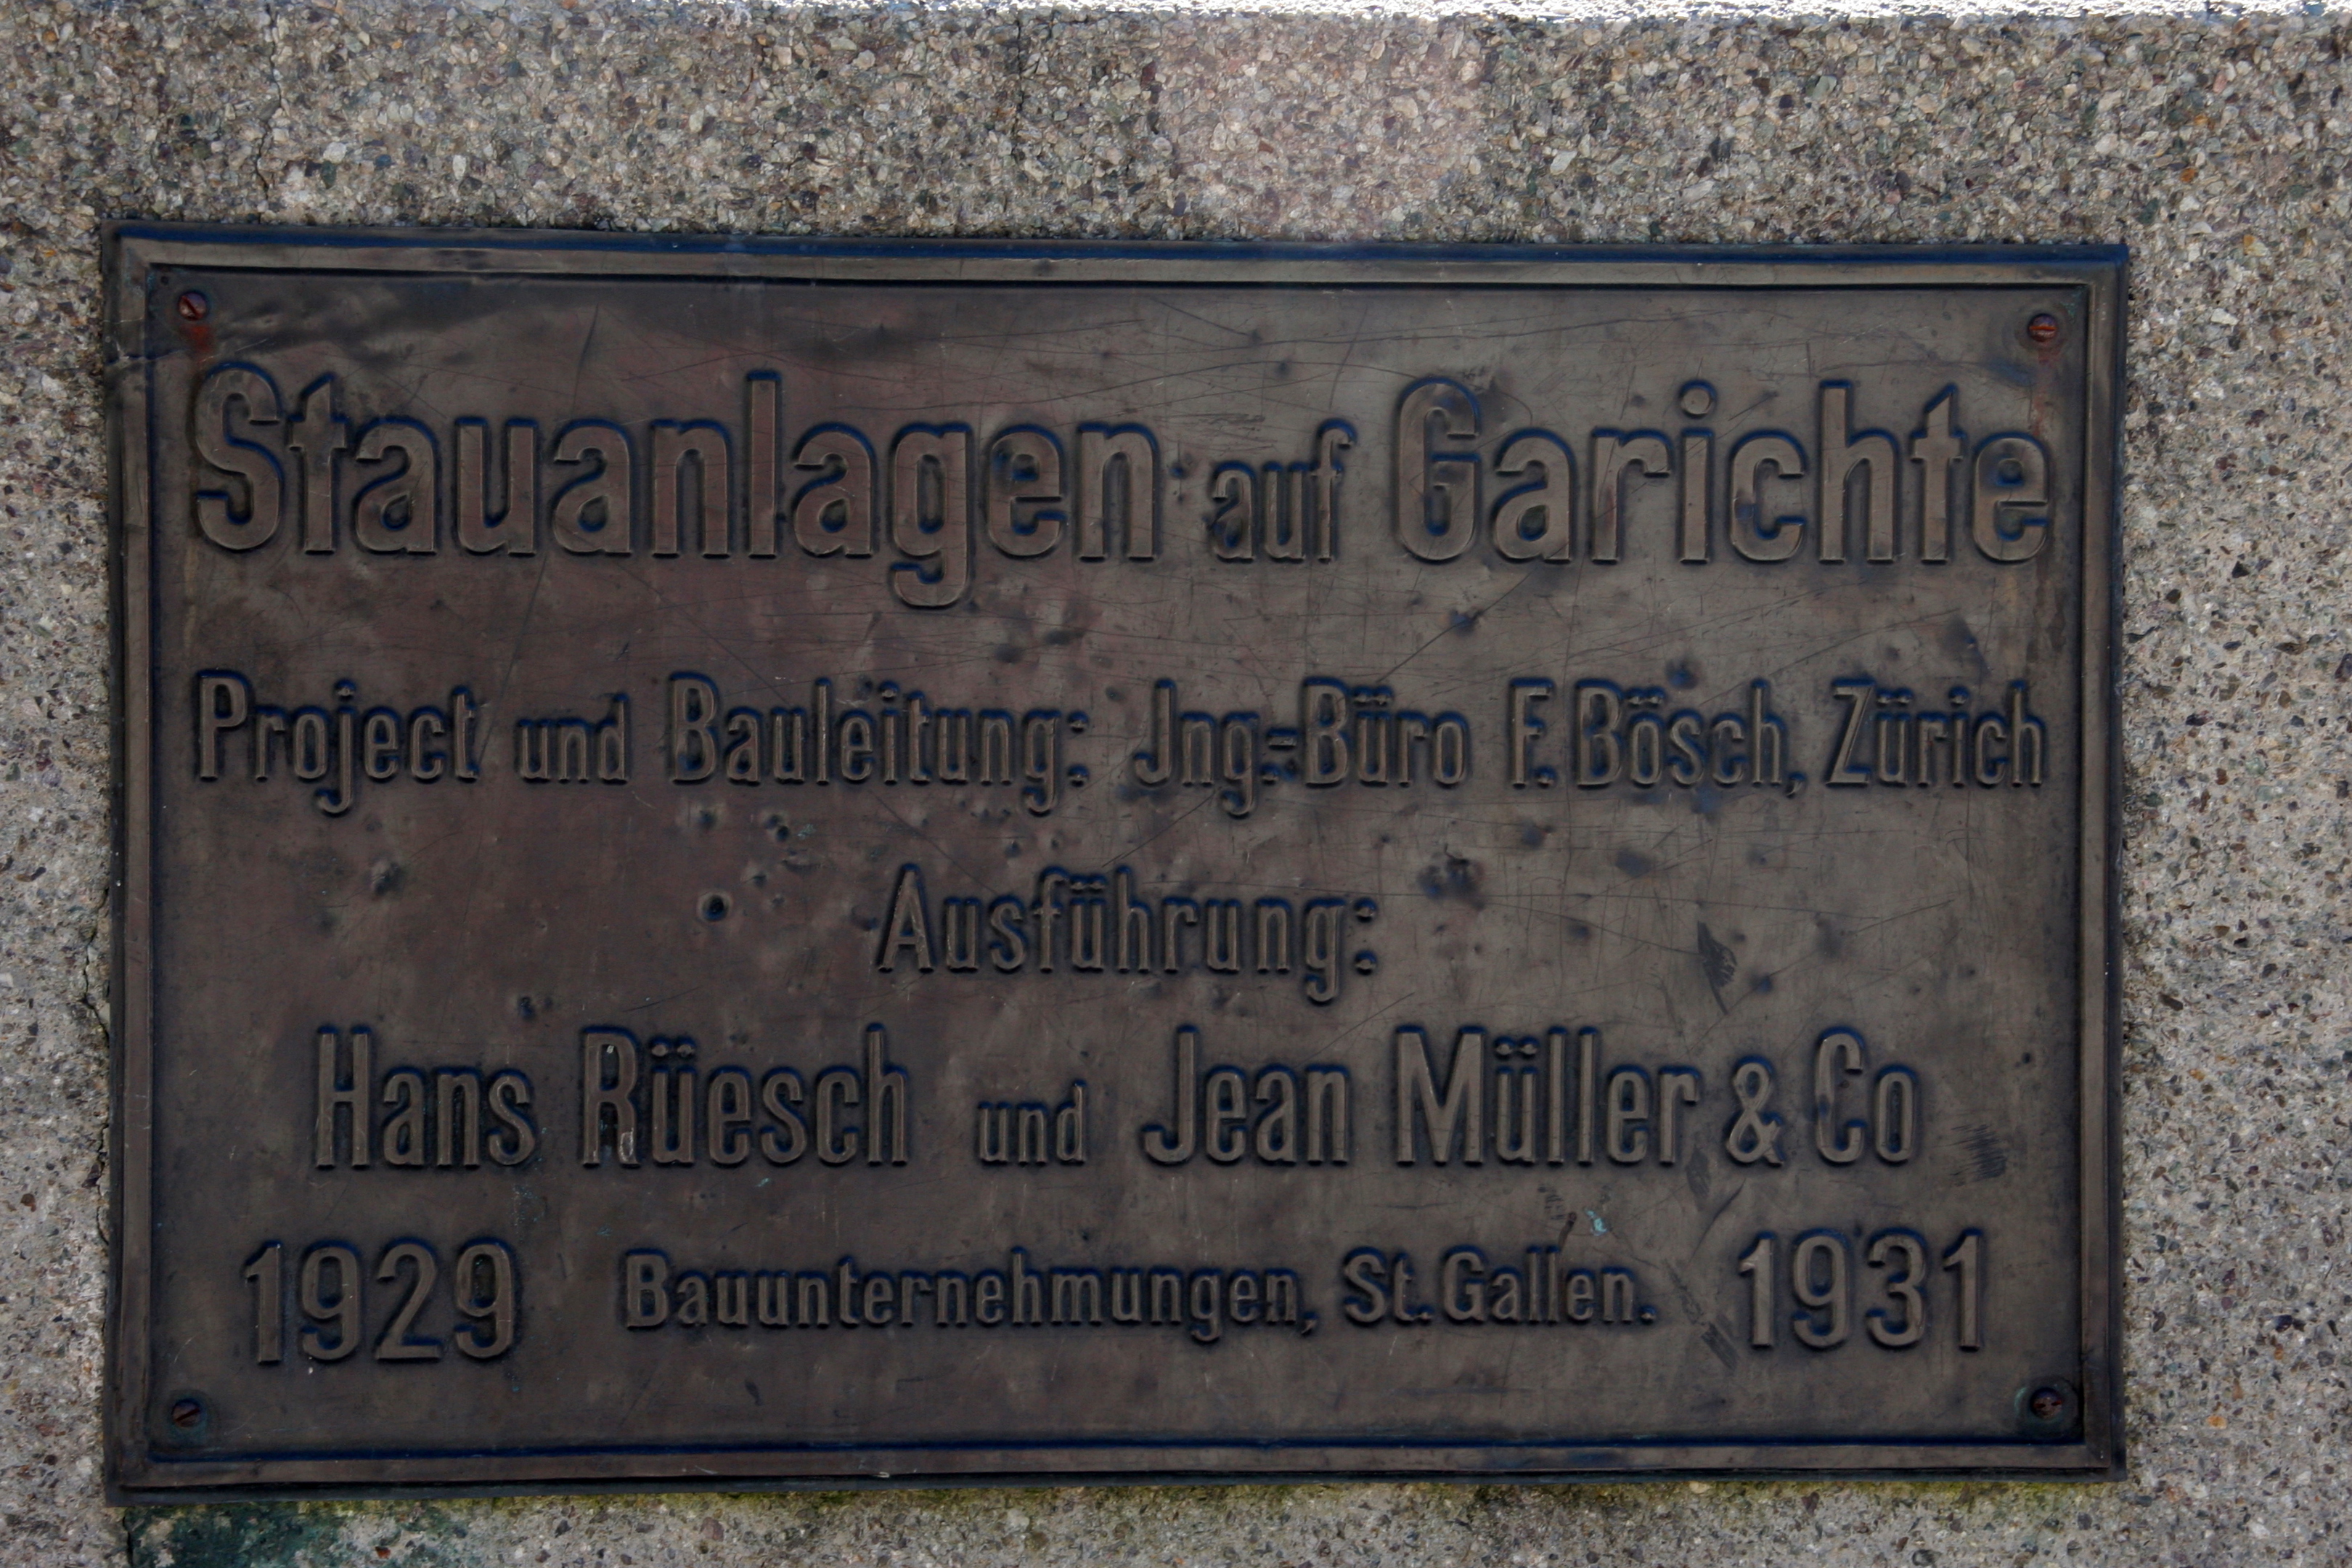 Stauanlagen auf Garichte
Project und Bauleitung: Jng.=Büro F. Bösch, Zürich
Ausführung:
Hans Rüesch und Jean Müller & Co
1929 Bauunternehmungen, St. Gallen. 1931